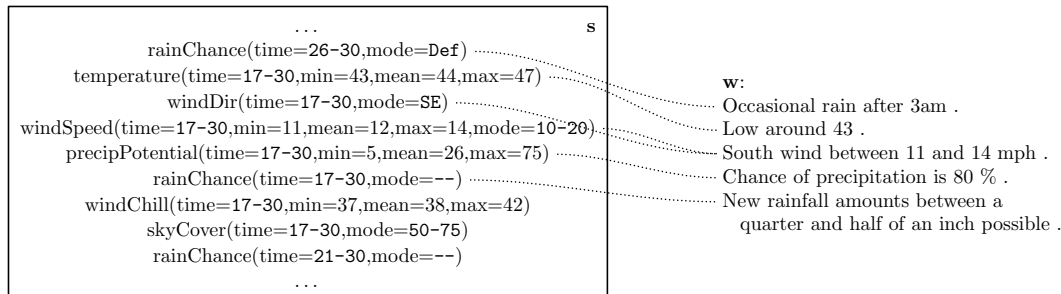 ... s
rainChance(time=26-30,mode=Def)
temperature(time=17-30,min=43,mean=44,max=47)
windDir(time=17-30,mode=SE)
windSpeed(time=17-30,min=11,mean=12,max=14,mode=10-20)
precipPotential(time=17-30,min=5,mean=26,max=75)
rainChance(time=17-30,mode=--)
windChill(time=17-30,min=37,mean=38,max=42)
skyCover(time=17-30,mode=50-75)
rainChance(time=21-30,mode=--)
...
w:
Occasional rain after 3am .
Low around 43 .
South wind between 11 and 14 mph .
Chance of precipitation is 80 % .
New rainfall amounts between a
quarter and half of an inch possible .